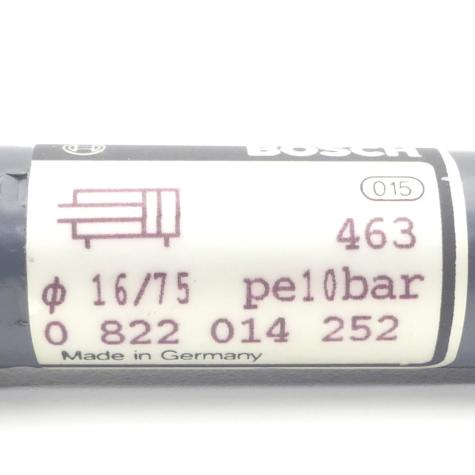 BOSCH
015
463
ϕ 16/75 pe10bar
0 822 014 252
Made in Germany